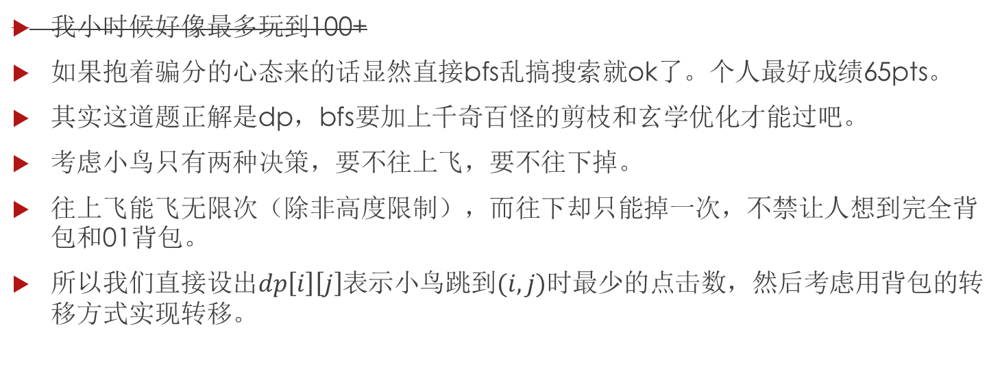 我小时候好像最多玩到100+
如果抱着骗分的心态来的话显然直接bfs乱搞搜索就ok了。个人最好成绩65pts。
其实这道题正解是dp，bfs要加上千奇百怪的剪枝和玄学优化才能过吧。
考虑小鸟只有两种决策，要不往上飞，要不往下掉。
往上飞能飞无限次（除非高度限制），而往下却只能掉一次，不禁让人想到完全背
包和01背包。
所以我们直接设出dp[i][j]表示小鸟跳到(i,j)时最少的点击数，然后考虑用背包的转
移方式实现转移。